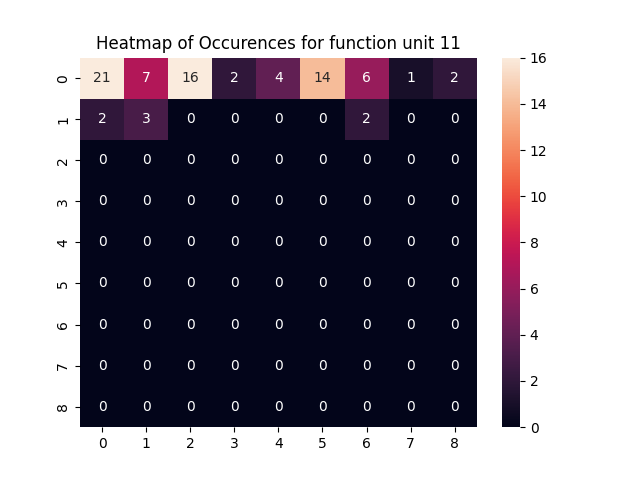 Heatmap of Occurences for function unit 11
0 21 7 16 2 4 14 6 1 2
1 2 3 0 0 0 0 2 0 0
2 0 0 0 0 0 0 0 0 0
3 0 0 0 0 0 0 0 0 0
4 0 0 0 0 0 0 0 0 0
5 0 0 0 0 0 0 0 0 0
6 0 0 0 0 0 0 0 0 0
7 0 0 0 0 0 0 0 0 0
8 0 0 0 0 0 0 0 0 0
0 1 2 3 4 5 6 7 8
16
14
12
10
8
6
4
2
0